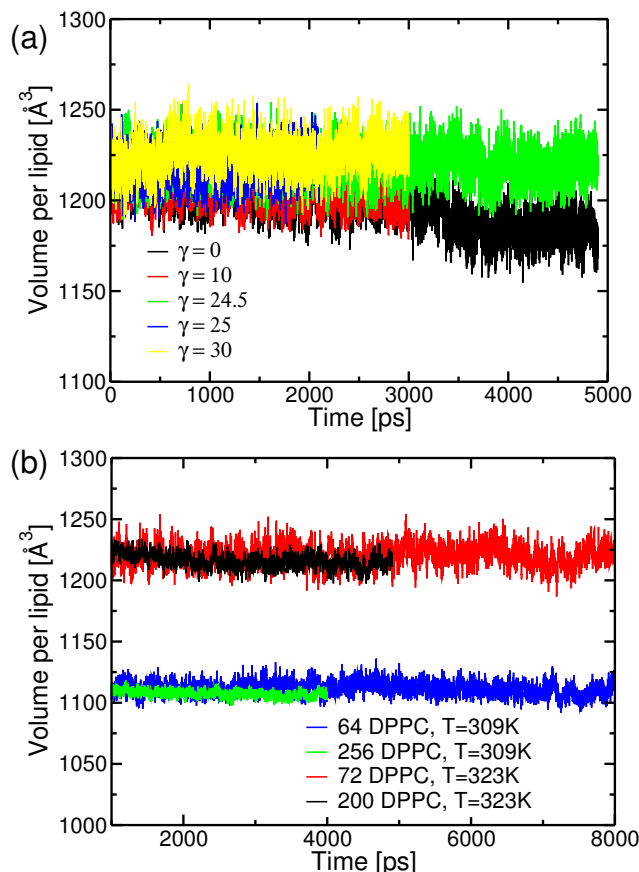 (a)
1300
1250
1200
1150
1100
Volume per lipid [Å³]
γ = 0
γ = 10
γ = 24.5
γ = 25
γ = 30
0 1000 2000 3000 4000 5000
Time [ps]
(b)
1300
1250
1200
1150
1100
1050
1000
Volume per lipid [Å³]
64 DPPC, T=309K
256 DPPC, T=309K
72 DPPC, T=323K
200 DPPC, T=323K
2000 4000 6000 8000
Time [ps]